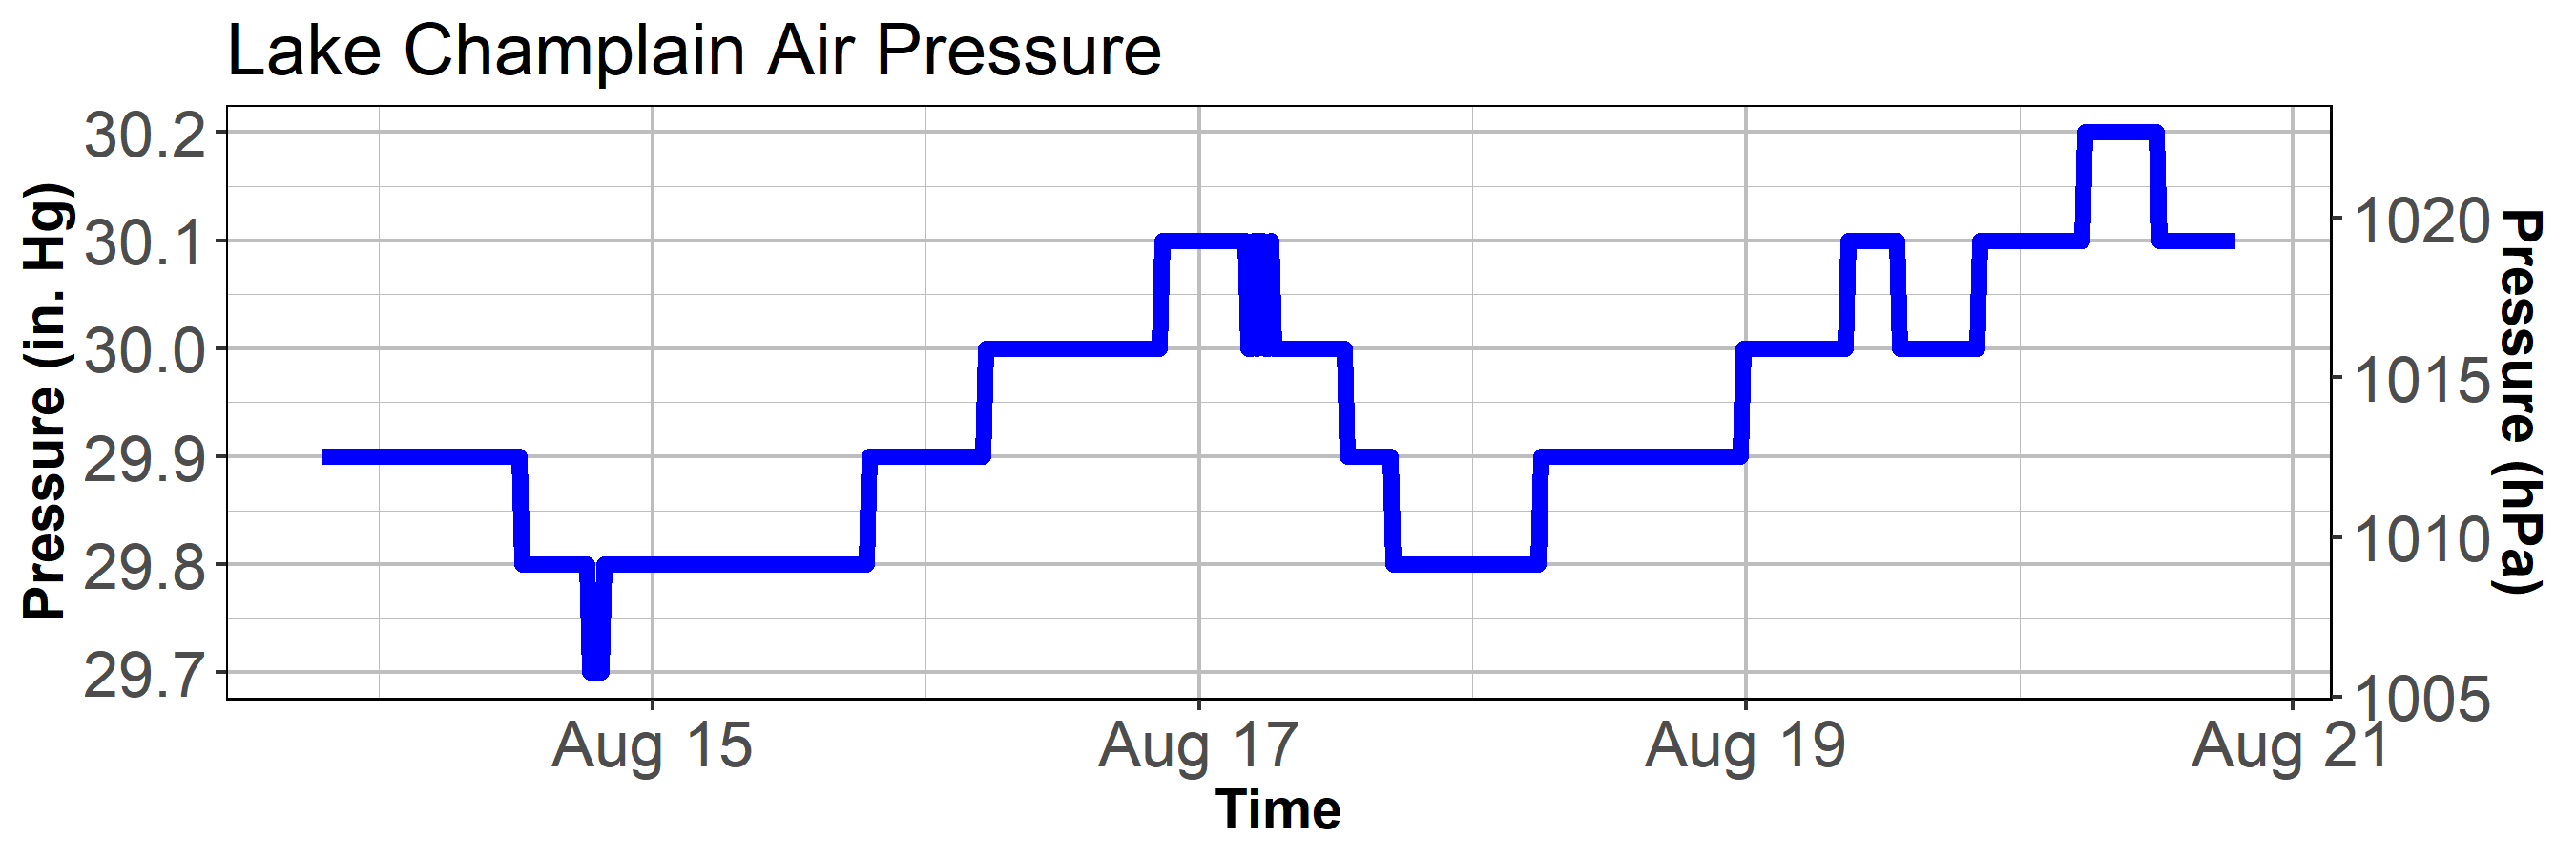 Lake Champlain Air Pressure
Pressure (in. Hg)
30.2
30.1
30.0
29.9
29.8
29.7
1020
1015
1010
1005
Pressure (hPa)
Aug 15 Aug 17 Aug 19 Aug 21
Time